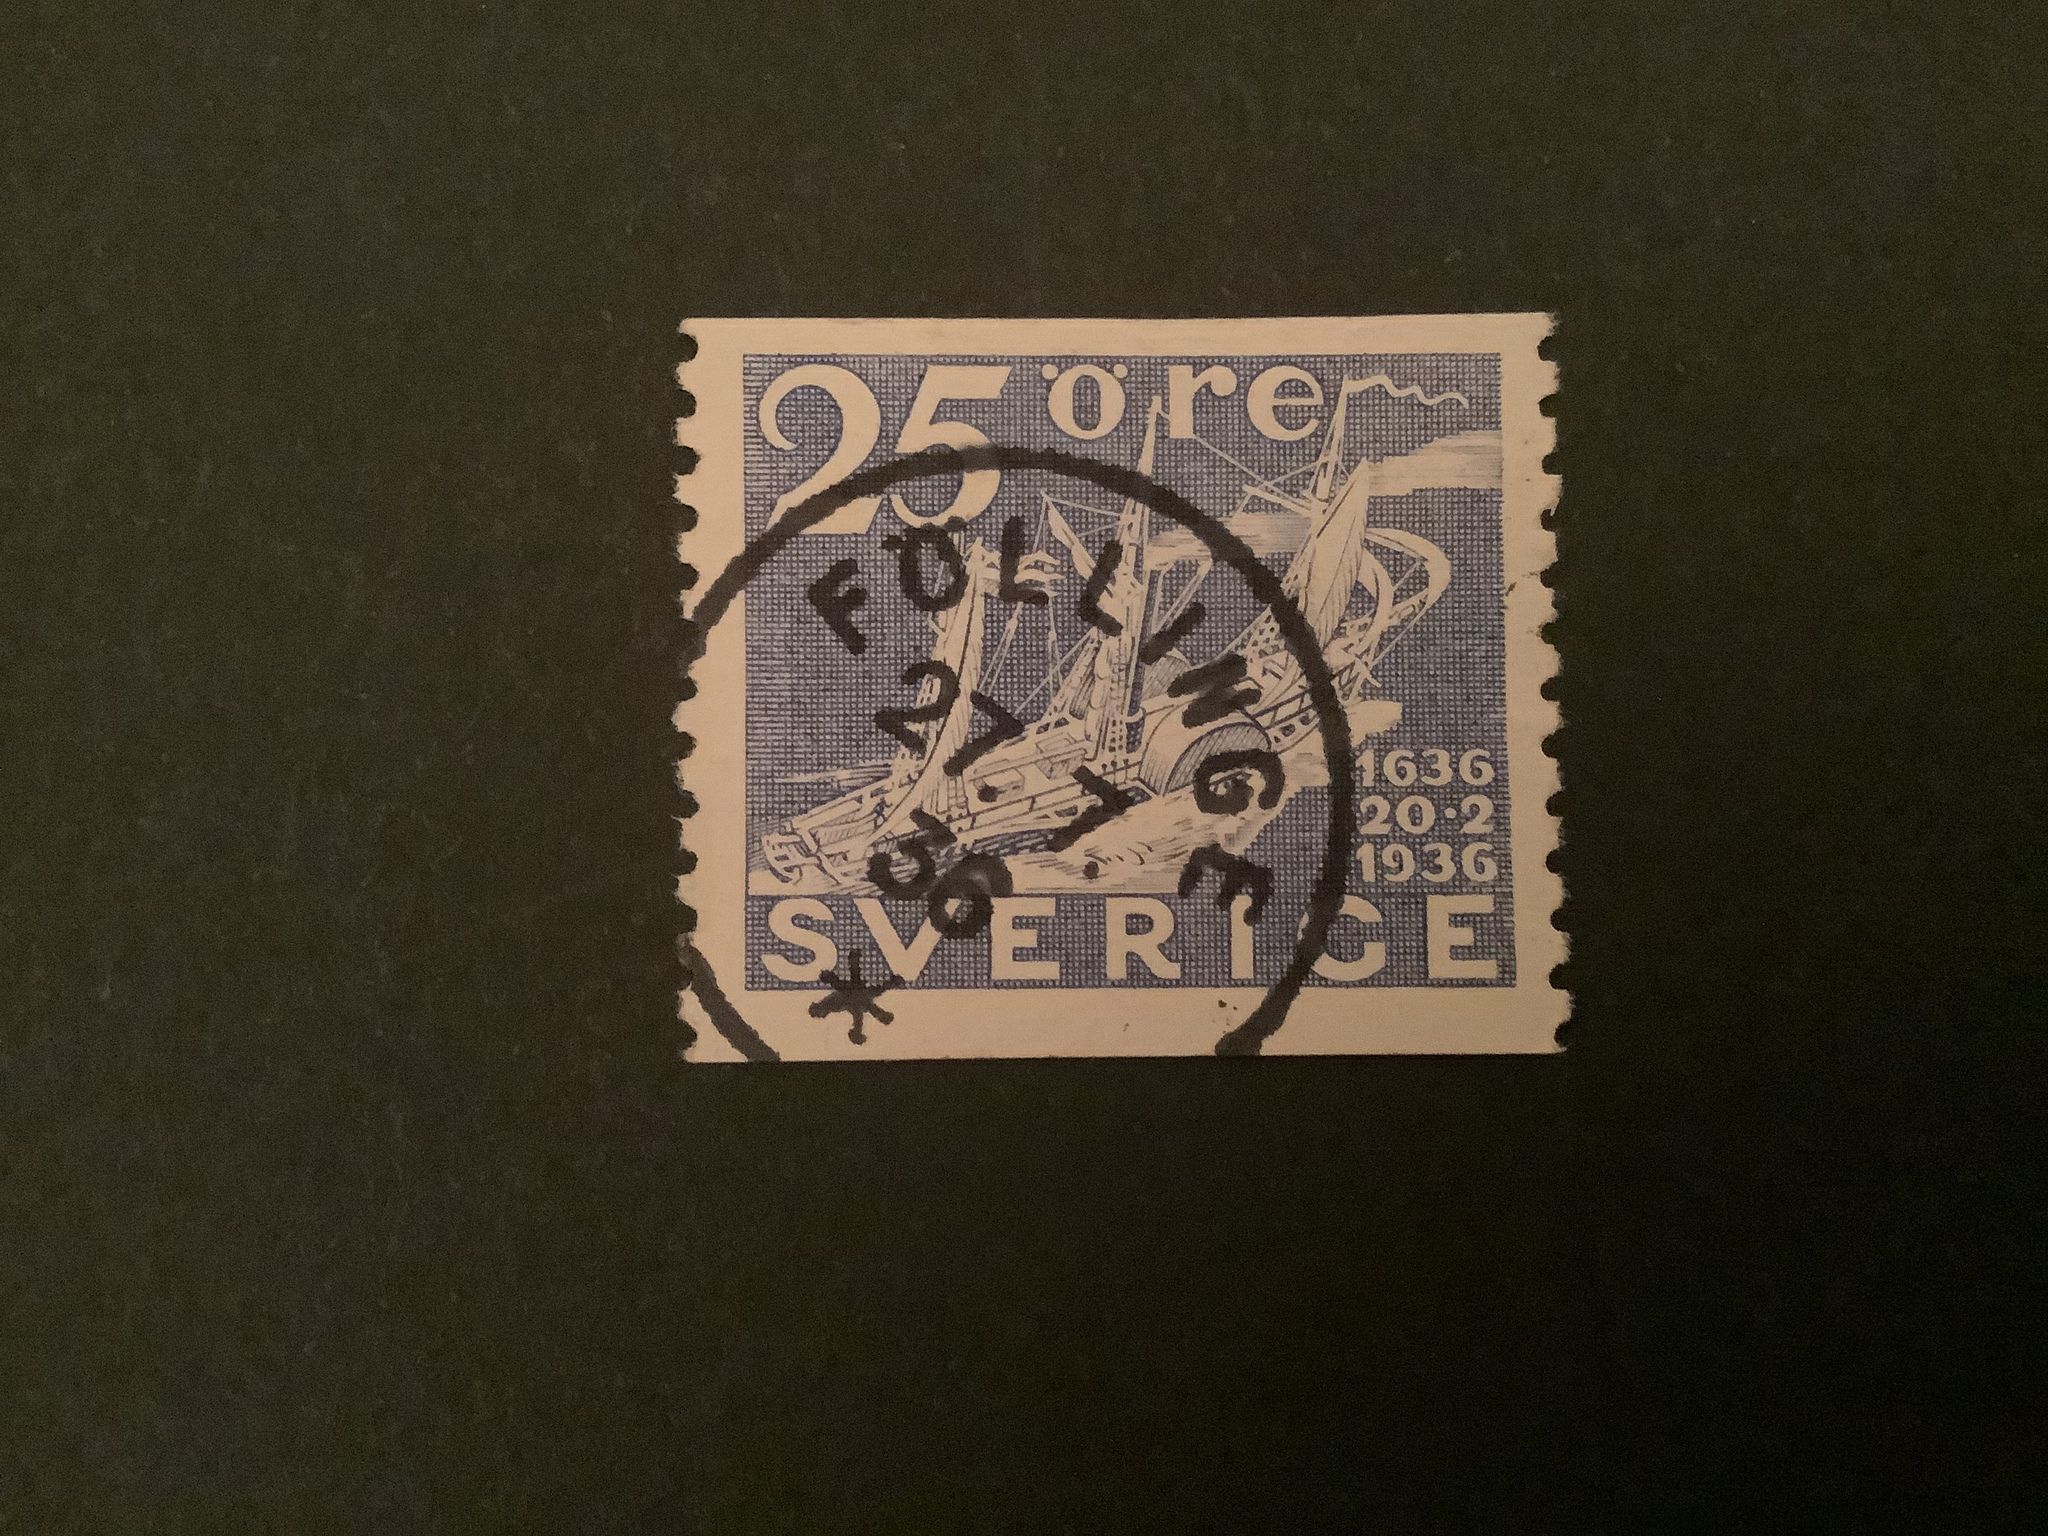 25 öre
FÖLLINGE
27 7
36
1636
20·2
1936
SVERIGE